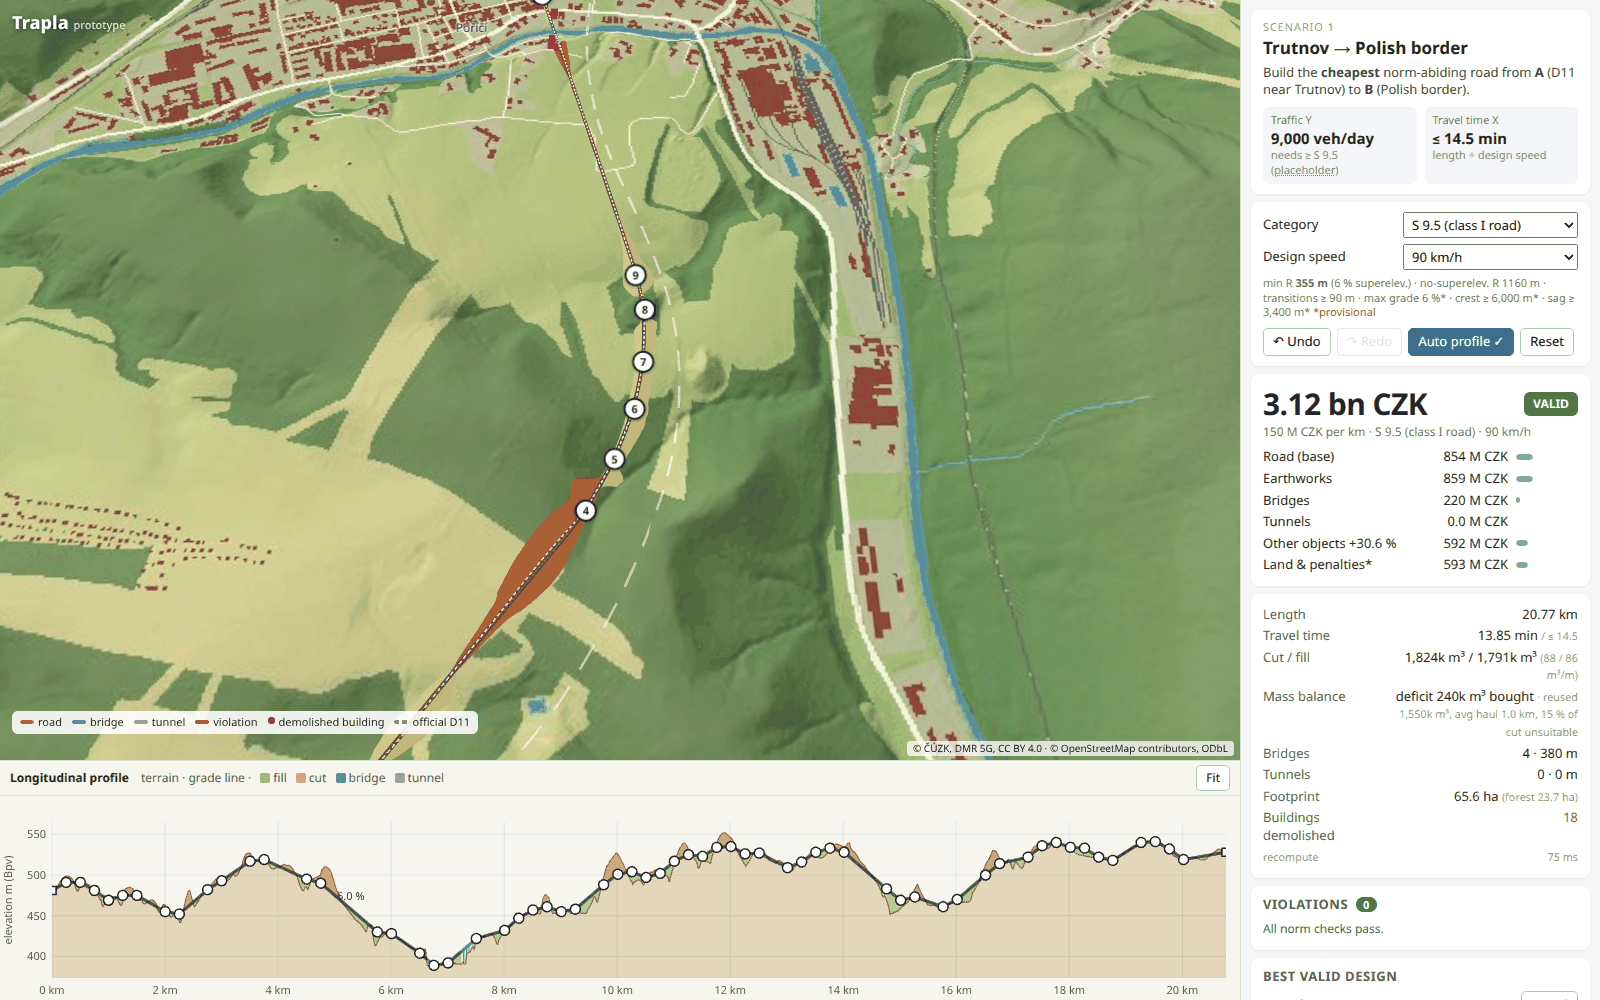 Trapla prototype
Poříčí
9
8
7
6
5
4
road bridge tunnel violation demolished building official D11
© ČÚZK, DMR 5G, CC BY 4.0 · © OpenStreetMap contributors, ODbL
Longitudinal profile terrain · grade line · fill cut bridge tunnel
Fit
elevation m (Bpv)
550
500
450
400
5.0 %
0 km 2 km 4 km 6 km 8 km 10 km 12 km 14 km 16 km 18 km 20 km
SCENARIO 1
Trutnov → Polish border
Build the cheapest norm-abiding road from A (D11
near Trutnov) to B (Polish border).
Traffic Y
9,000 veh/day
needs ≥ S 9.5
(placeholder)
Travel time X
≤ 14.5 min
length ÷ design speed
Category S 9.5 (class I road)
Design speed 90 km/h
min R 355 m (6 % superelev.) · no-superelev. R 1160 m ·
transitions ≥ 90 m · max grade 6 %* · crest ≥ 6,000 m* · sag ≥
3,400 m* *provisional
↶ Undo ↷ Redo Auto profile ✓ Reset
3.12 bn CZK VALID
150 M CZK per km · S 9.5 (class I road) · 90 km/h
Road (base) 854 M CZK
Earthworks 859 M CZK
Bridges 220 M CZK
Tunnels 0.0 M CZK
Other objects +30.6 % 592 M CZK
Land & penalties* 593 M CZK
Length 20.77 km
Travel time 13.85 min / ≤ 14.5
Cut / fill 1,824k m³ / 1,791k m³ (88 / 86
m³/m)
Mass balance deficit 240k m³ bought · reused
1,550k m³, avg haul 1.0 km, 15 % of
cut unsuitable
Bridges 4 · 380 m
Tunnels 0 · 0 m
Footprint 65.6 ha (forest 23.7 ha)
Buildings 18
demolished
recompute 75 ms
VIOLATIONS 0
All norm checks pass.
BEST VALID DESIGN